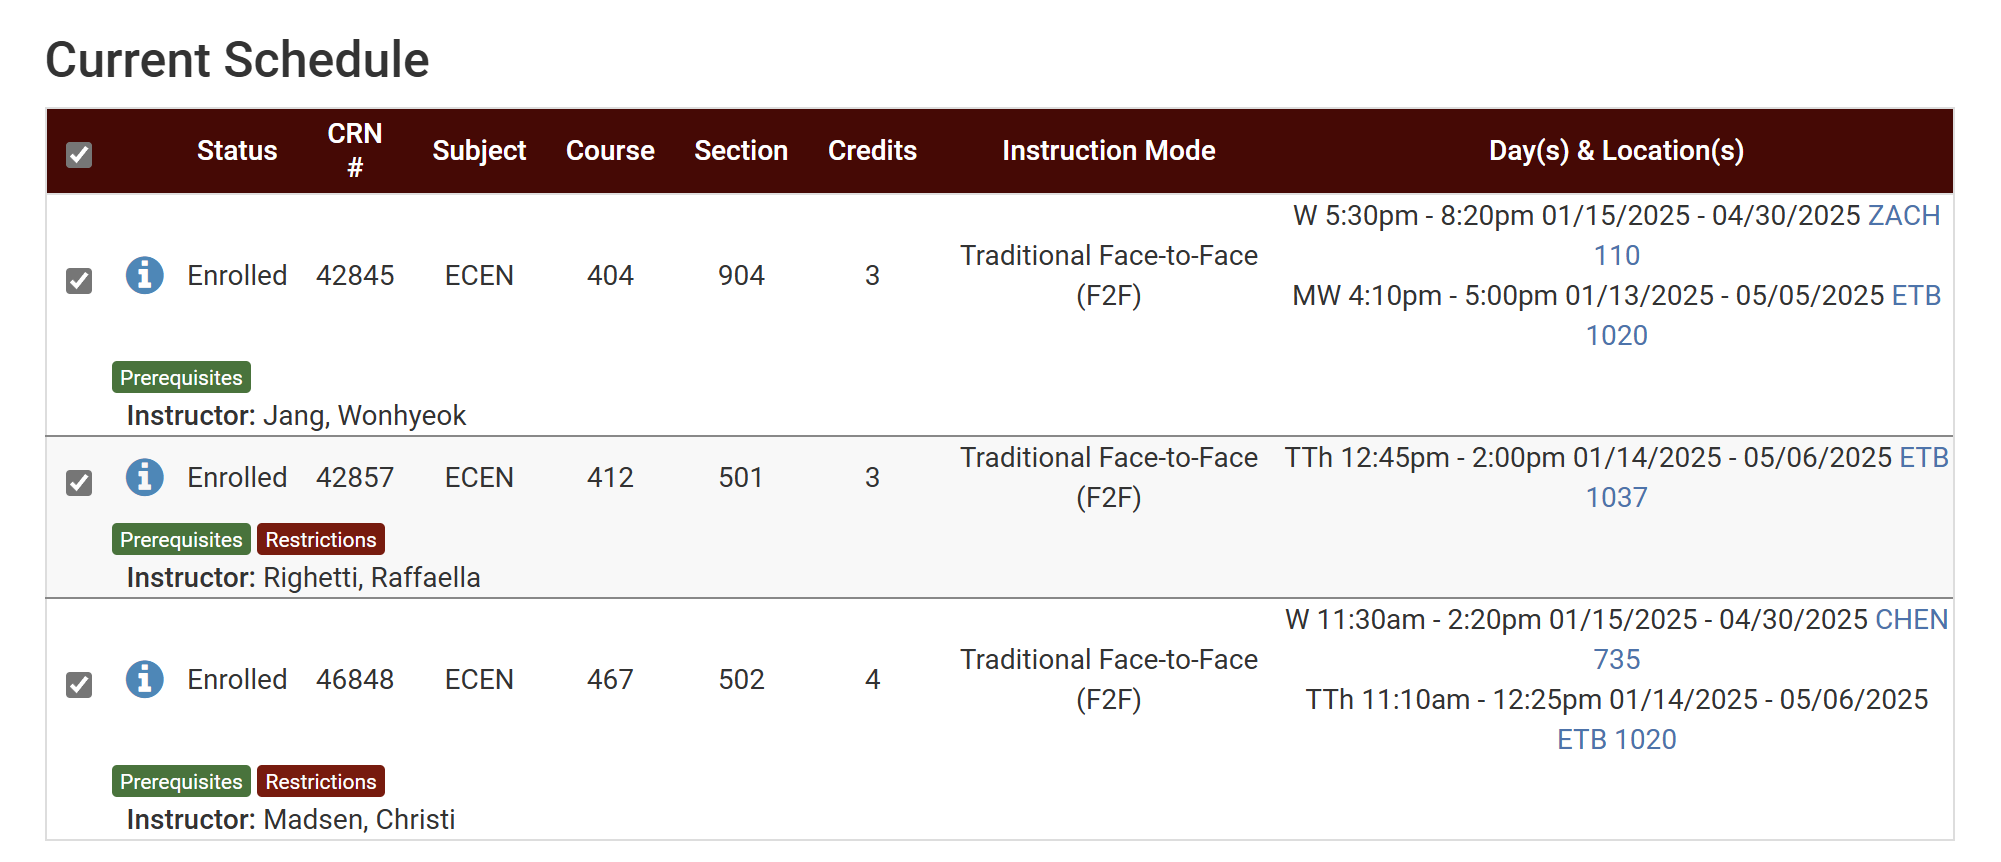 Current Schedule
Status CRN # Subject Course Section Credits Instruction Mode Day(s) & Location(s)
W 5:30pm - 8:20pm 01/15/2025 - 04/30/2025 ZACH
110
Enrolled 42845 ECEN 404 904 3 Traditional Face-to-Face
(F2F)
MW 4:10pm - 5:00pm 01/13/2025 - 05/05/2025 ETB
1020
Prerequisites
Instructor: Jang, Wonhyeok
Enrolled 42857 ECEN 412 501 3 Traditional Face-to-Face
(F2F)
TTh 12:45pm - 2:00pm 01/14/2025 - 05/06/2025 ETB
1037
Prerequisites Restrictions
Instructor: Righetti, Raffaella
W 11:30am - 2:20pm 01/15/2025 - 04/30/2025 CHEN
735
Enrolled 46848 ECEN 467 502 4 Traditional Face-to-Face
(F2F)
TTh 11:10am - 12:25pm 01/14/2025 - 05/06/2025
ETB 1020
Prerequisites Restrictions
Instructor: Madsen, Christi